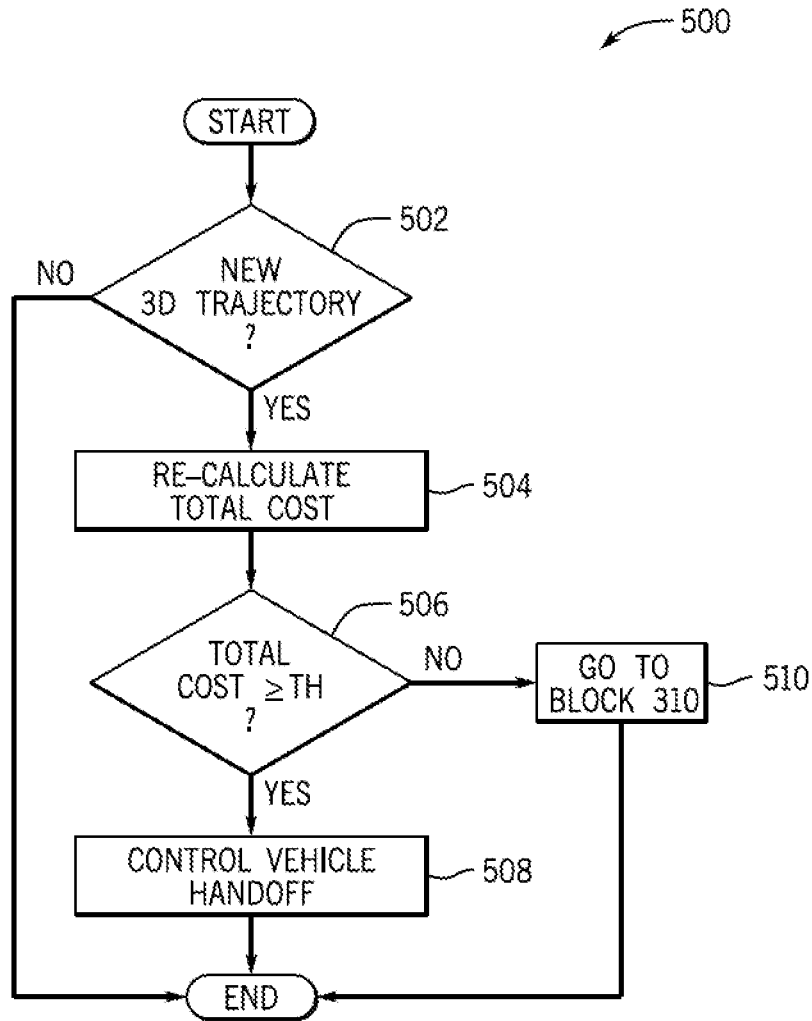 500
START
502
NO
NEW
3D TRAJECTORY
?
YES
RE-CALCULATE
TOTAL COST
504
506
TOTAL
COST ≥TH
?
NO
GO TO
BLOCK 310
510
YES
CONTROL VEHICLE
HANDOFF
508
END